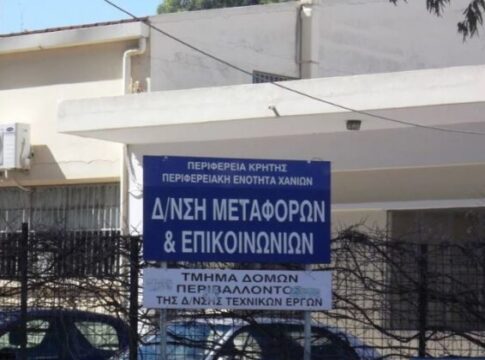 ΠΕΡΙΦΕΡΕΙΑ ΚΡΗΤΗΣ
ΠΕΡΙΦΕΡΕΙΑΚΗ ΕΝΟΤΗΤΑ ΧΑΝΙΩΝ
Δ/ΝΣΗ ΜΕΤΑΦΟΡΩΝ
& ΕΠΙΚΟΙΝΩΝΙΩΝ
ΤΜΗΜΑ ΔΟΜΩΝ
ΠΕΡΙΒΑΛΛΟΝΤΟΣ
ΤΗΣ Δ/ΝΣΗΣ ΤΕΧΝΙΚΩΝ ΕΡΓΩΝ